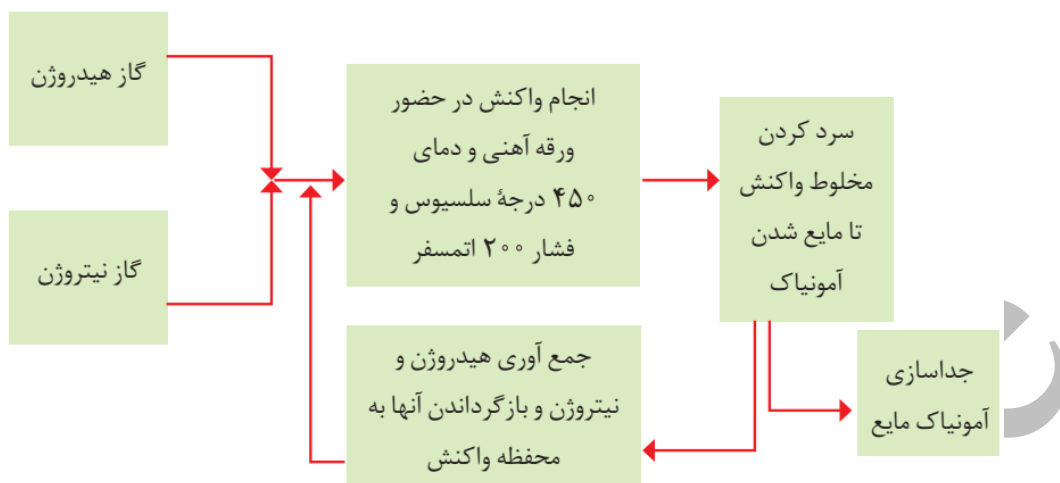 گاز هیدروژن
گاز نیتروژن
انجام واکنش در حضور
ورقه آهنی و دمای
۴۵۰ درجهٔ سلسیوس و
فشار ۲۰۰ اتمسفر
سرد کردن
مخلوط واکنش
تا مایع شدن
آمونیاک
جداسازی
آمونیاک مایع
جمع آوری هیدروژن و
نیتروژن و بازگرداندن آنها به
محفظه واکنش